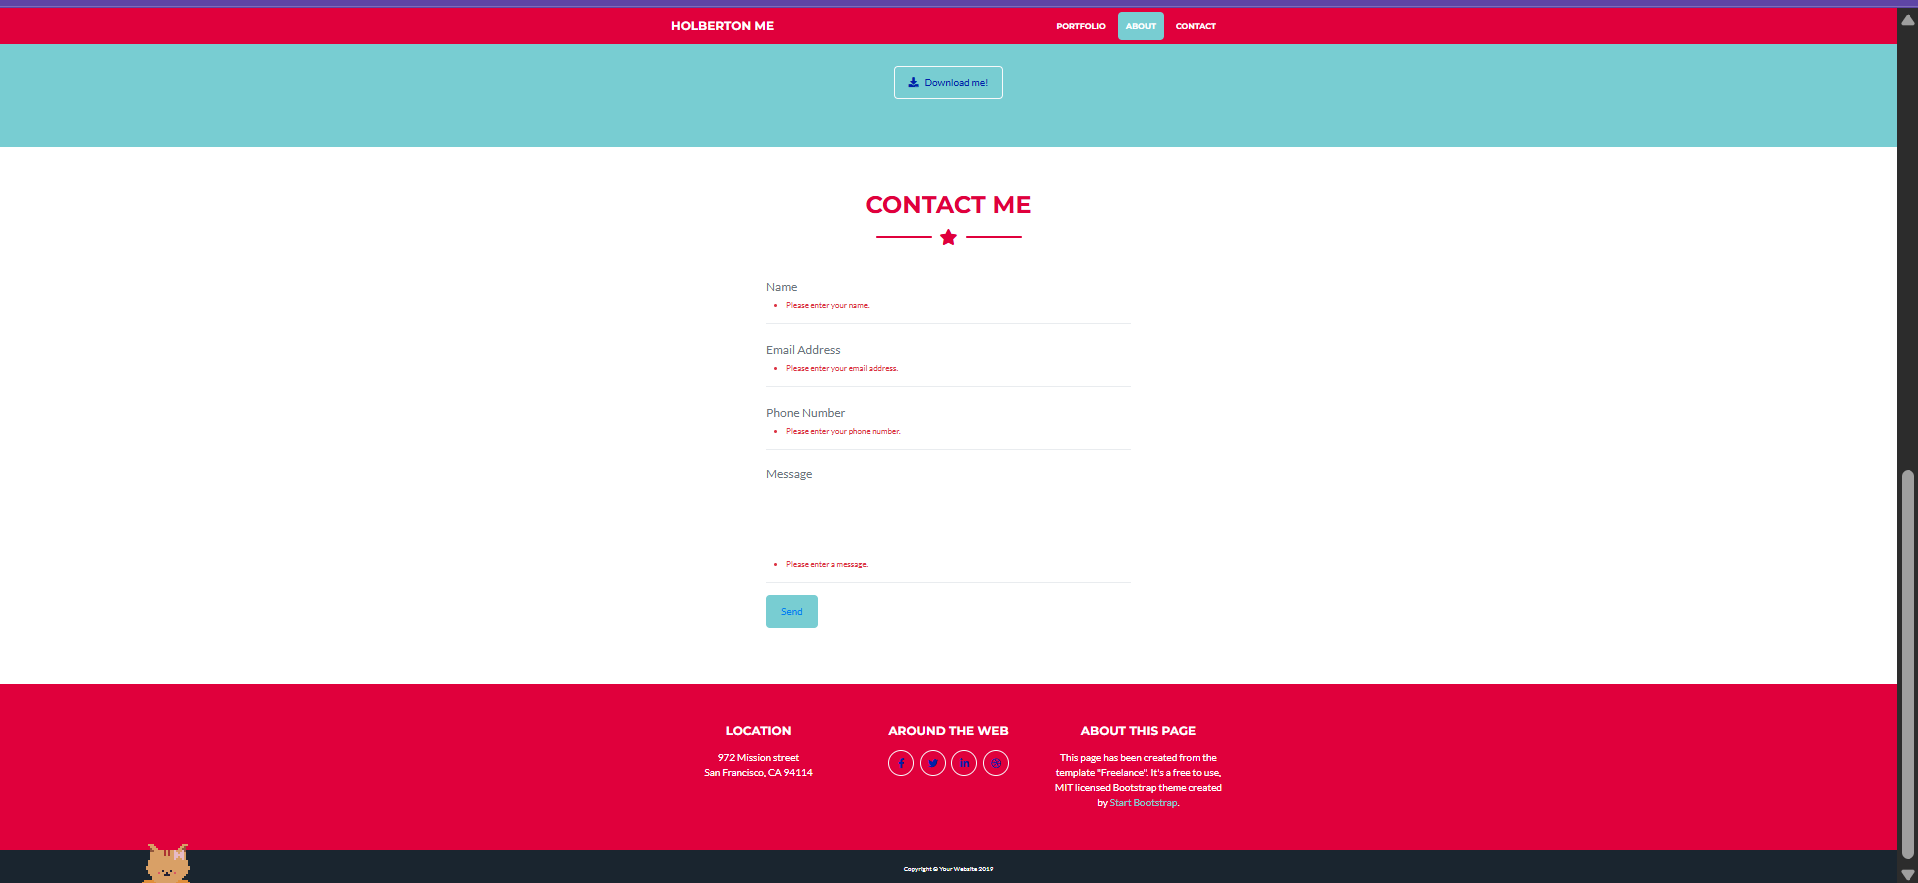 HOLBERTON ME
PORTFOLIO
ABOUT
CONTACT
Download me!
CONTACT ME
Name
Please enter your name.
Email Address
Please enter your email address.
Phone Number
Please enter your phone number.
Message
Please enter a message.
Send
LOCATION
972 Mission street
San Francisco, CA 94114
AROUND THE WEB
ABOUT THIS PAGE
This page has been created from the
template "Freelance". It's a free to use,
MIT licensed Bootstrap theme created
by Start Bootstrap.
Copyright © Your Website 2019